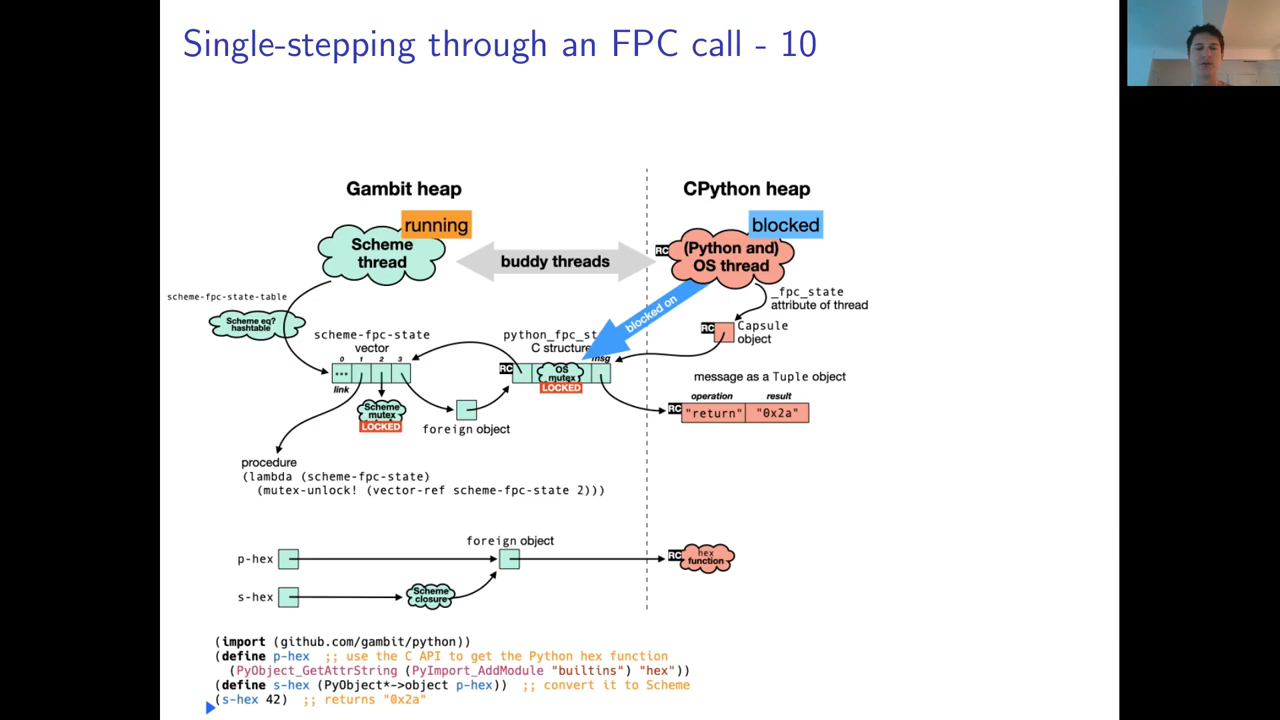 Single-stepping through an FPC call - 10
Gambit heap
CPython heap
running
blocked
Scheme
thread
buddy threads
RC
(Python and)
OS thread
scheme-fpc-state-table
Scheme eq?
hashtable
blocked on
_fpc_state
attribute of thread
RC
Capsule
object
scheme-fpc-state
vector
python_fpc_st
C structure
0 1 2 3
msg
link
RC
OS
mutex
LOCKED
message as a Tuple object
operation result
RC
"return" "0x2a"
Scheme
mutex
LOCKED
foreign object
procedure
(lambda (scheme-fpc-state)
(mutex-unlock! (vector-ref scheme-fpc-state 2)))
foreign object
p-hex
RC
hex
function
s-hex
Scheme
closure
(import (github.com/gambit/python))
(define p-hex ;; use the C API to get the Python hex function
(PyObject_GetAttrString (PyImport_AddModule "builtins") "hex"))
(define s-hex (PyObject*->object p-hex)) ;; convert it to Scheme
(s-hex 42) ;; returns "0x2a"